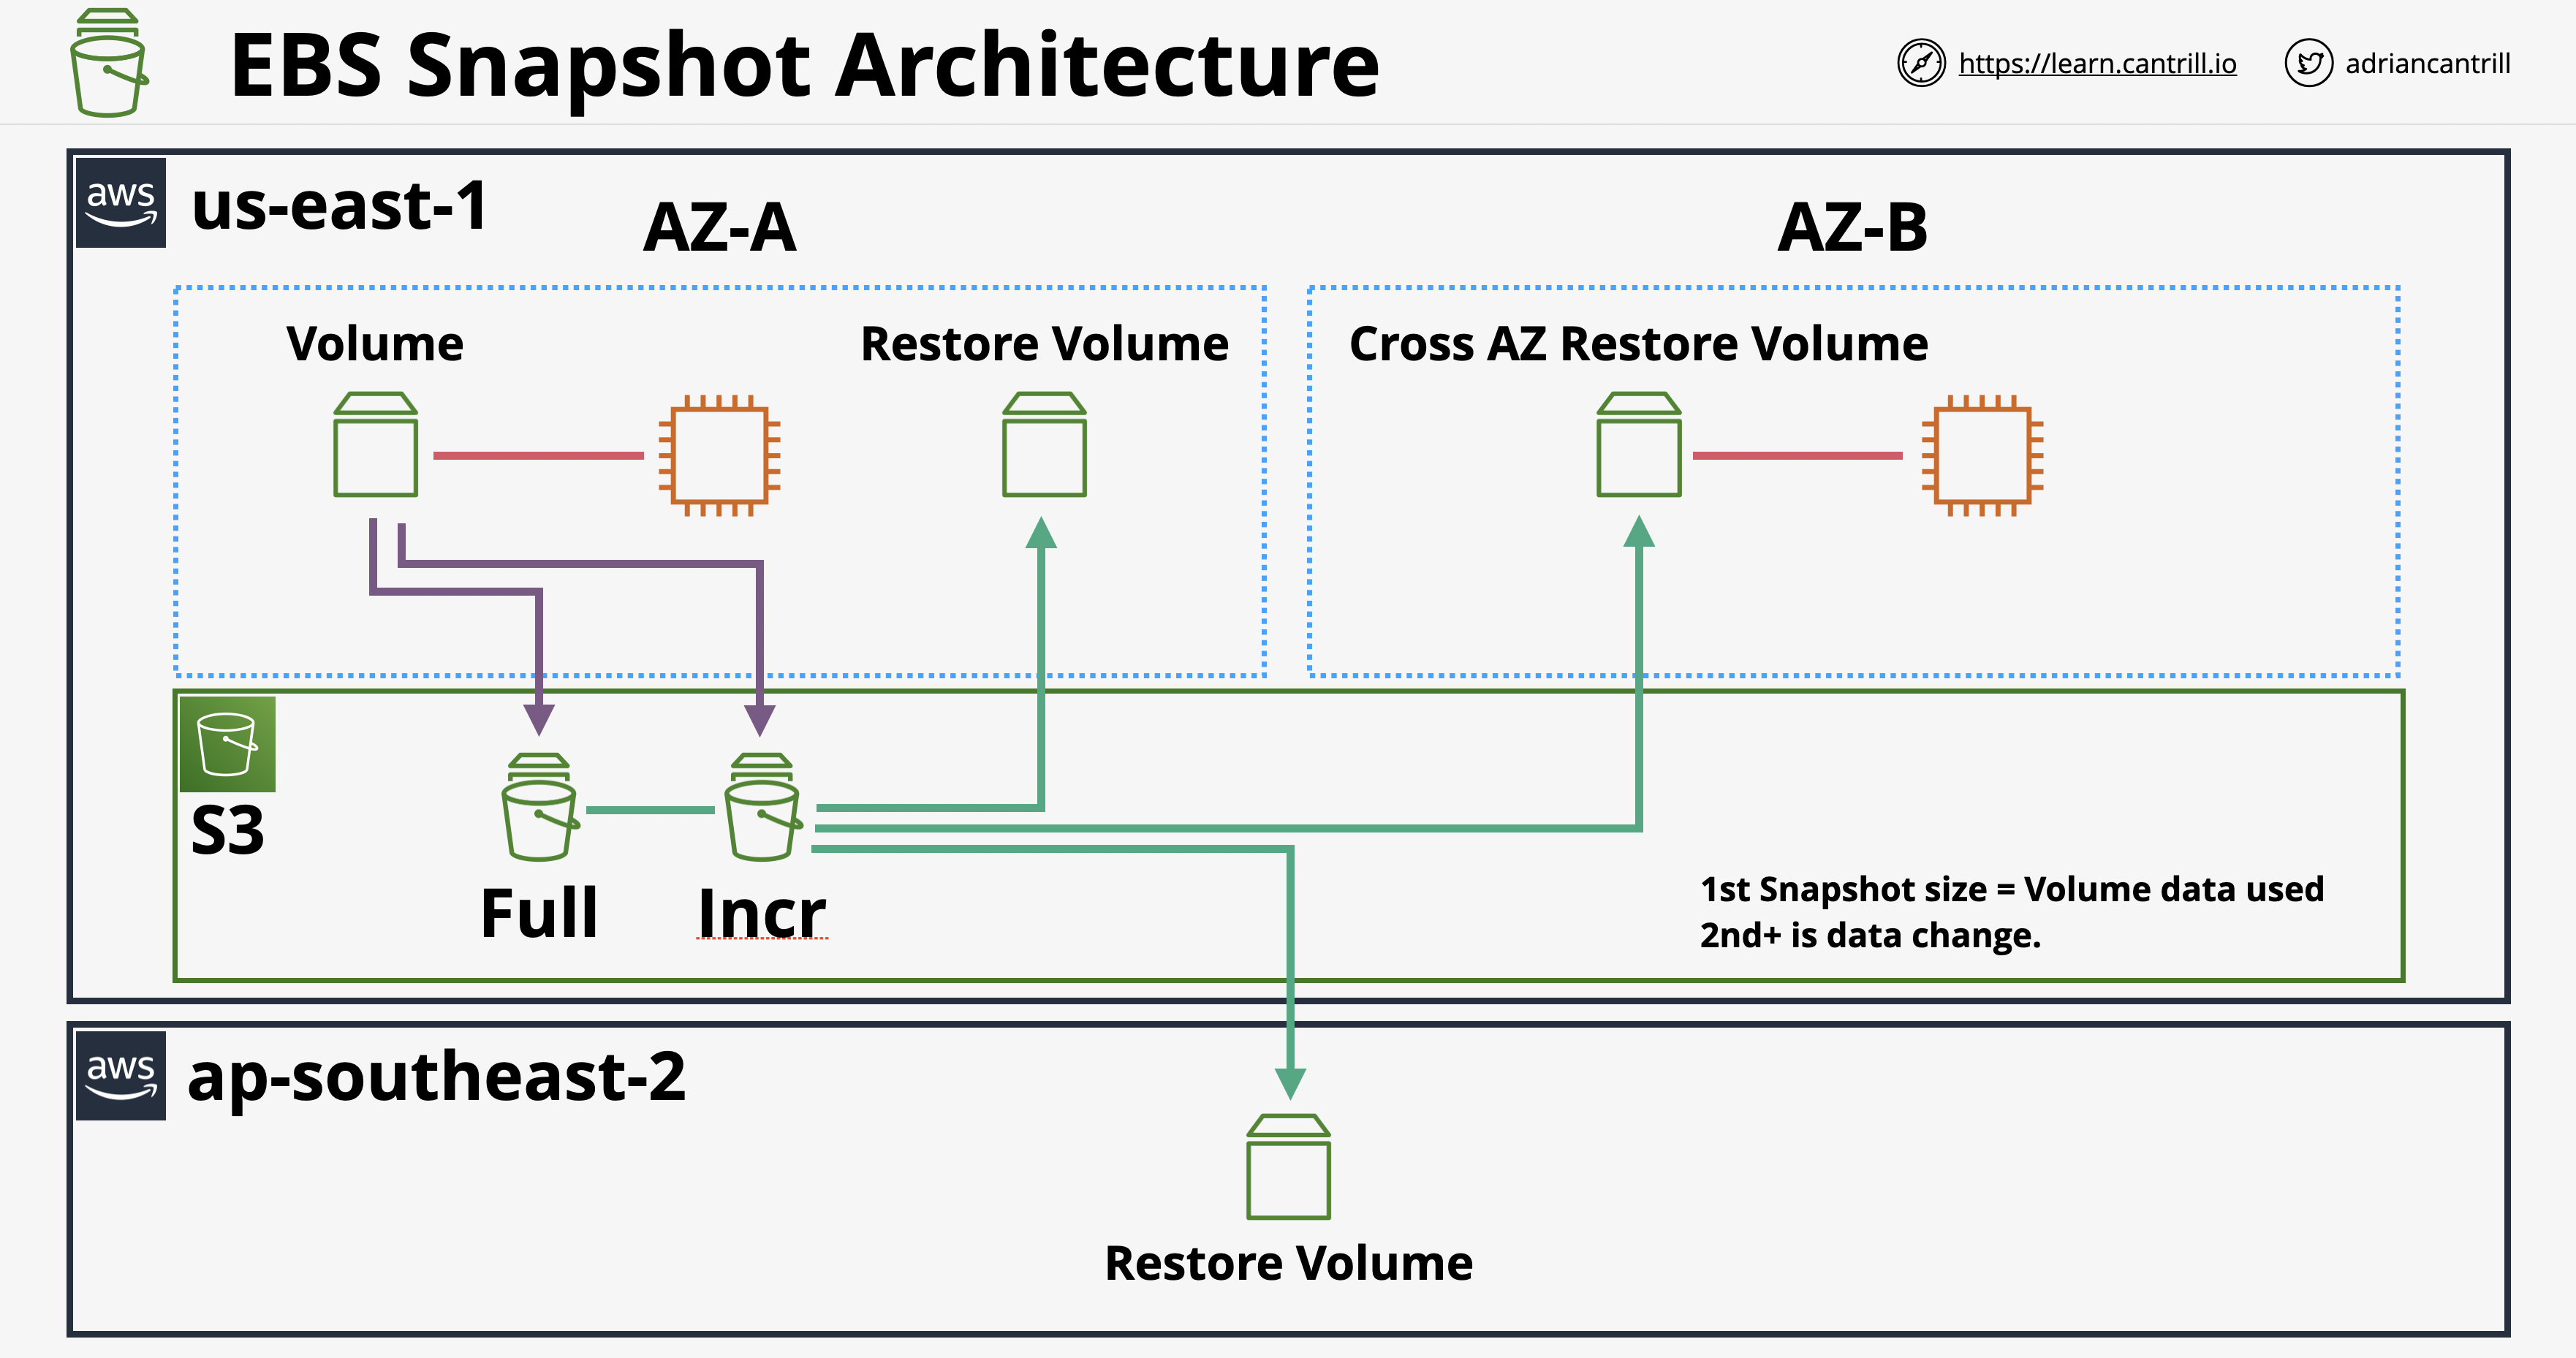 EBS Snapshot Architecture
https://learn.cantrill.io
adriancantrill
aws
us-east-1
AZ-A
AZ-B
Volume
Restore Volume
Cross AZ Restore Volume
S3
Full
Incr
1st Snapshot size = Volume data used
2nd+ is data change.
aws
ap-southeast-2
Restore Volume